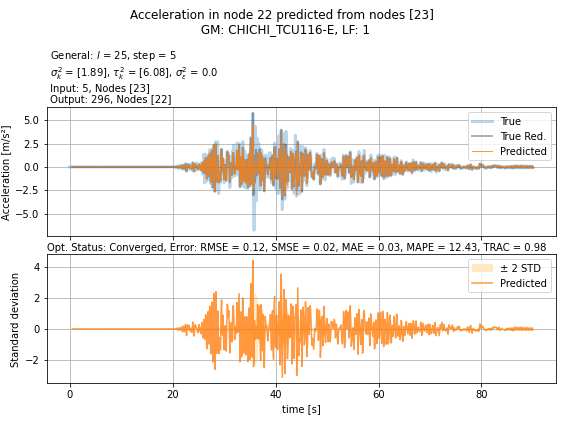 Acceleration in node 22 predicted from nodes [23]
GM: CHICHI_TCU116-E, LF: 1
General: l = 25, step = 5
σ²ₖ = [1.89], τ²ₖ = [6.08], σ²ε = 0.0
Input: 5, Nodes [23]
Output: 296, Nodes [22]
Acceleration [m/s²]
5.0
2.5
0.0
−2.5
−5.0
True
True Red.
Predicted
Opt. Status: Converged, Error: RMSE = 0.12, SMSE = 0.02, MAE = 0.03, MAPE = 12.43, TRAC = 0.98
Standard deviation
4
2
0
−2
± 2 STD
Predicted
0
20
40
60
80
time [s]